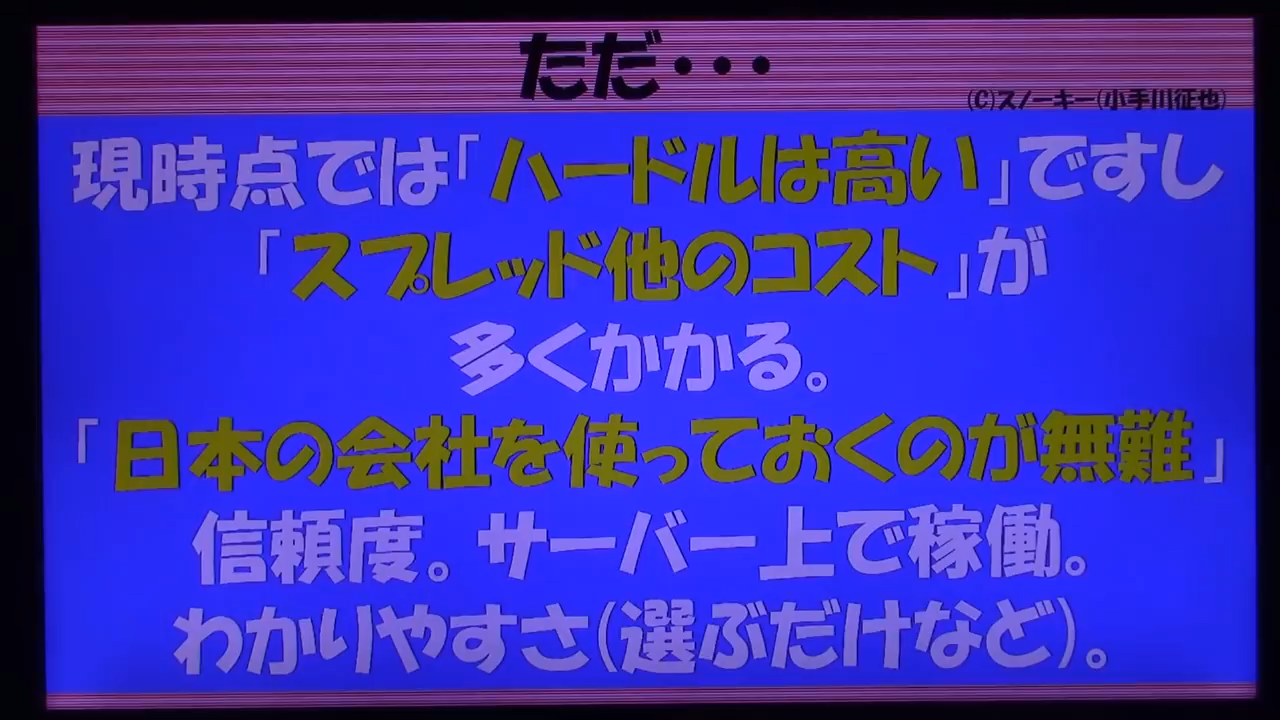 ただ・・・
(C)スノーキー(小手川征也)
現時点では「ハードルは高い」ですし
「スプレッド他のコスト」が
多くかかる。
「日本の会社を使っておくのが無難」
信頼度。サーバー上で稼働。
わかりやすさ(選ぶだけなど)。